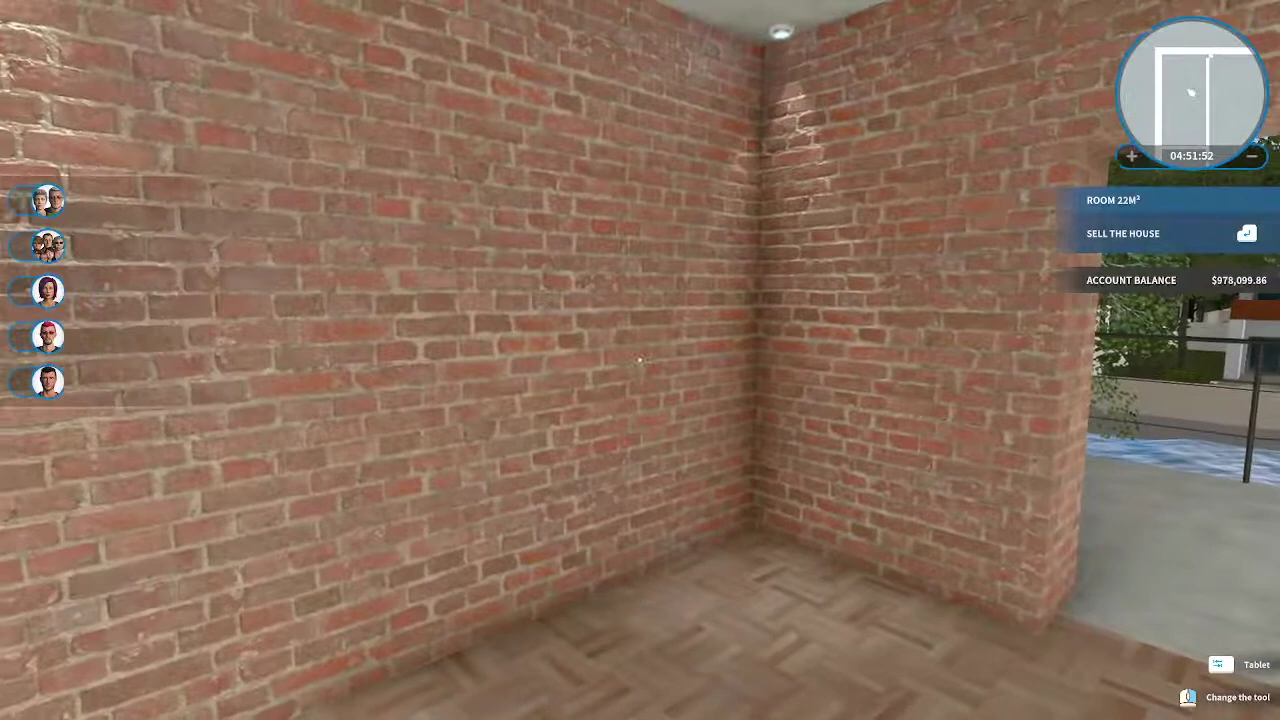 04:51:52
ROOM 22M²
SELL THE HOUSE
ACCOUNT BALANCE $978,099.86
Tablet
Change the tool